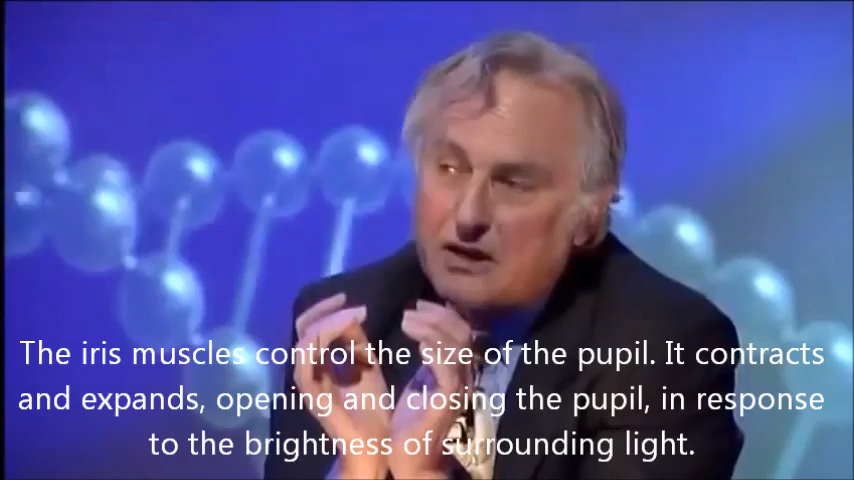 The iris muscles control the size of the pupil. It contracts
and expands, opening and closing the pupil, in response
to the brightness of surrounding light.